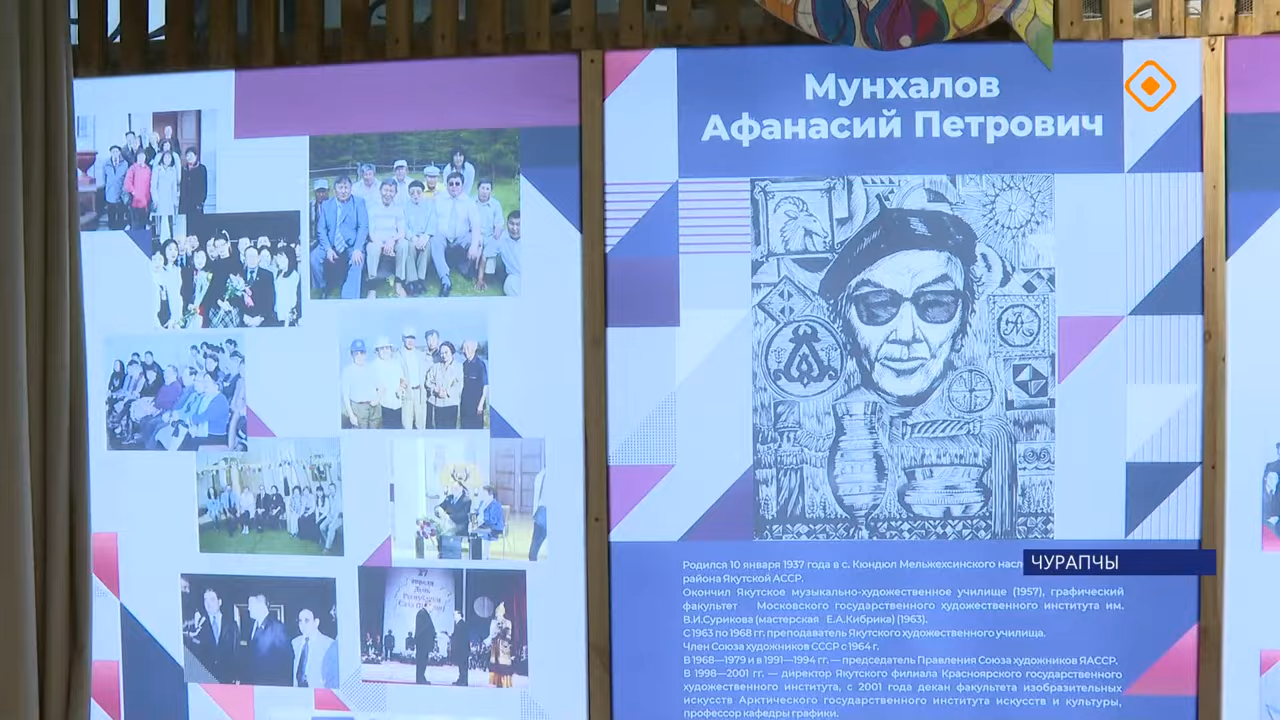 Мунхалов
Афанасий Петрович
Родился 10 января 1937 года в с. Кюндюл Мельжехсинского
района Якутской АССР.
Окончил Якутское музыкально-художественное училище (1957), графический
факультет Московского государственного художественного института им.
В.И.Сурикова (мастерская Е.А.Кибрика) (1963).
С 1963 по 1968 гг. преподаватель Якутского художественного училища.
Член Союза художников СССР с 1964 г.
В 1968—1979 и в 1991—1994 гг. — председатель Правления Союза художников ЯАССР.
В 1998—2001 гг. — директор Якутского филиала Красноярского государственного
художественного института, с 2001 года декан факультета изобразительных
искусств Арктического государственного института искусств и культуры,
профессор кафедры графики.
ЧУРАПЧЫ
27
апреля
День
Республики